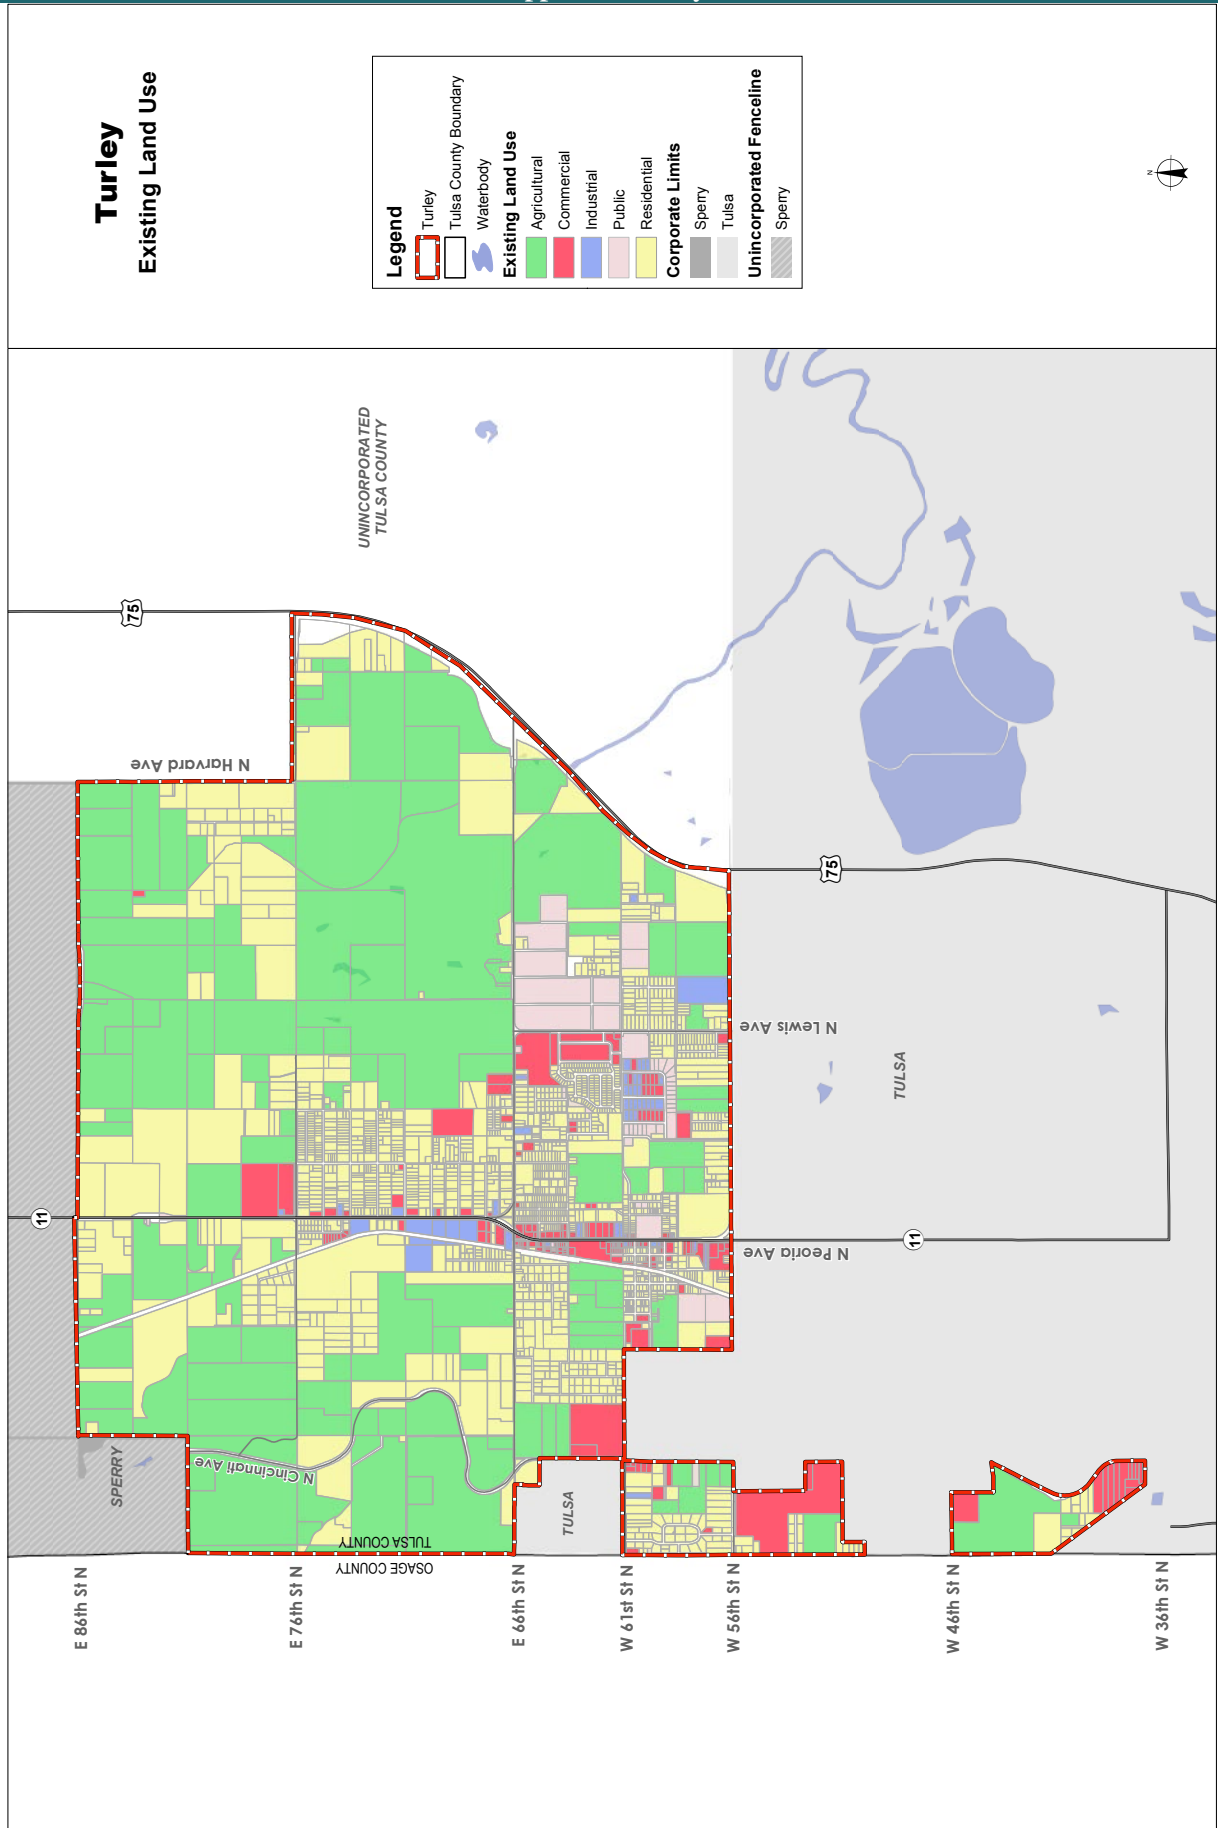 Turley
Existing Land Use
Legend
Turley
Tulsa County Boundary
Waterbody
Existing Land Use
Agricultural
Commercial
Industrial
Public
Residential
Corporate Limits
Sperry
Tulsa
Unincorporated Fenceline
Sperry
N
UNINCORPORATED
TULSA COUNTY
75
N Harvard Ave
75
N Lewis Ave
TULSA
11
N Peoria Ave
11
SPERRY
N Cincinnati Ave
TULSA
TULSA COUNTY
OSAGE COUNTY
E 86th St N
E 76th St N
E 66th St N
W 61st St N
W 56th St N
W 46th St N
W 36th St N